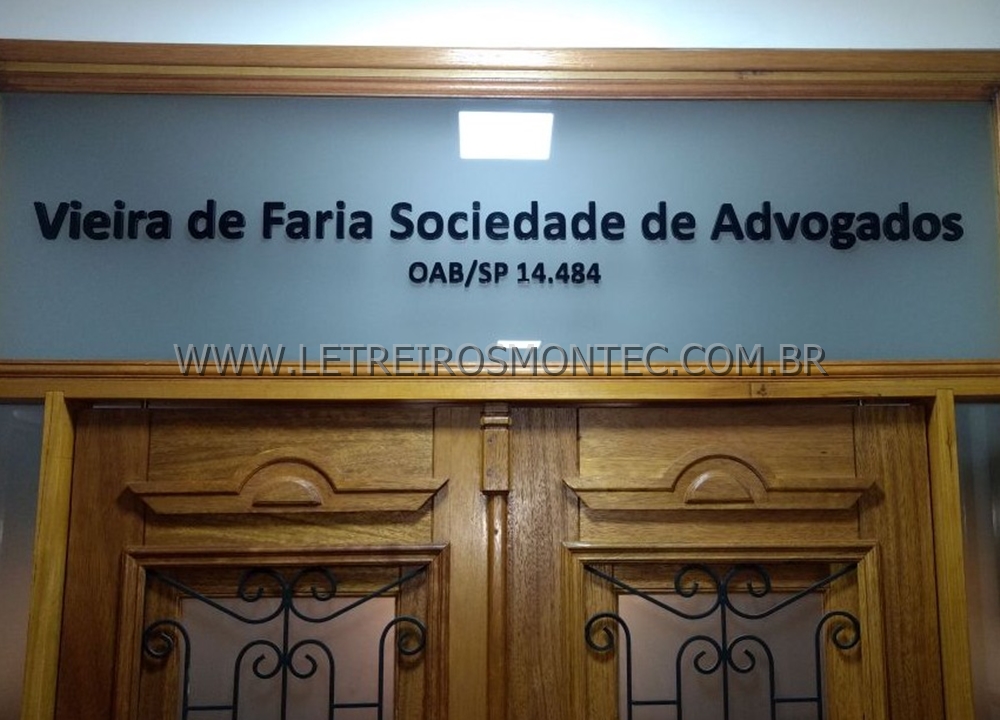 Vieira de Faria Sociedade de Advogados
OAB/SP 14.484
WWW.LETREIROSMONTEC.COM.BR